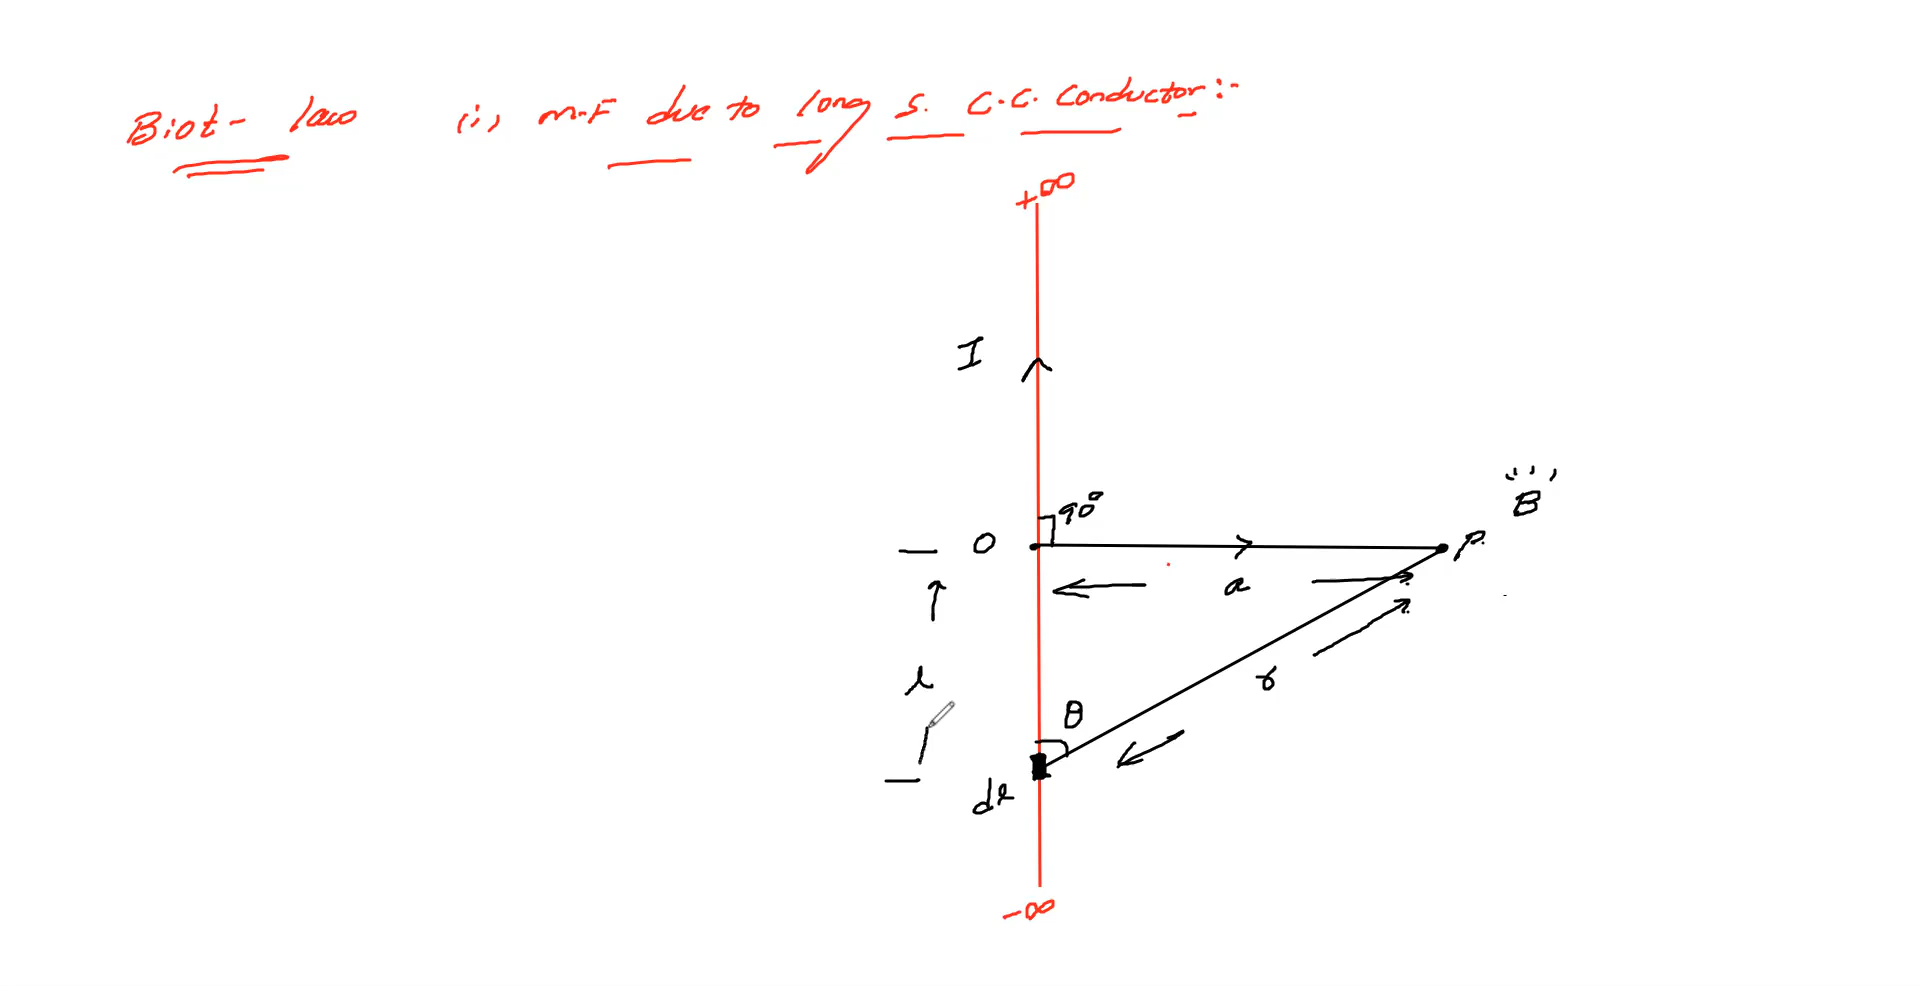 Biot- law (i) M.F due to long S. C.C. Conductor:-
+∞
I
90°
"B"
O
P
a
l
r
θ
dl
-∞